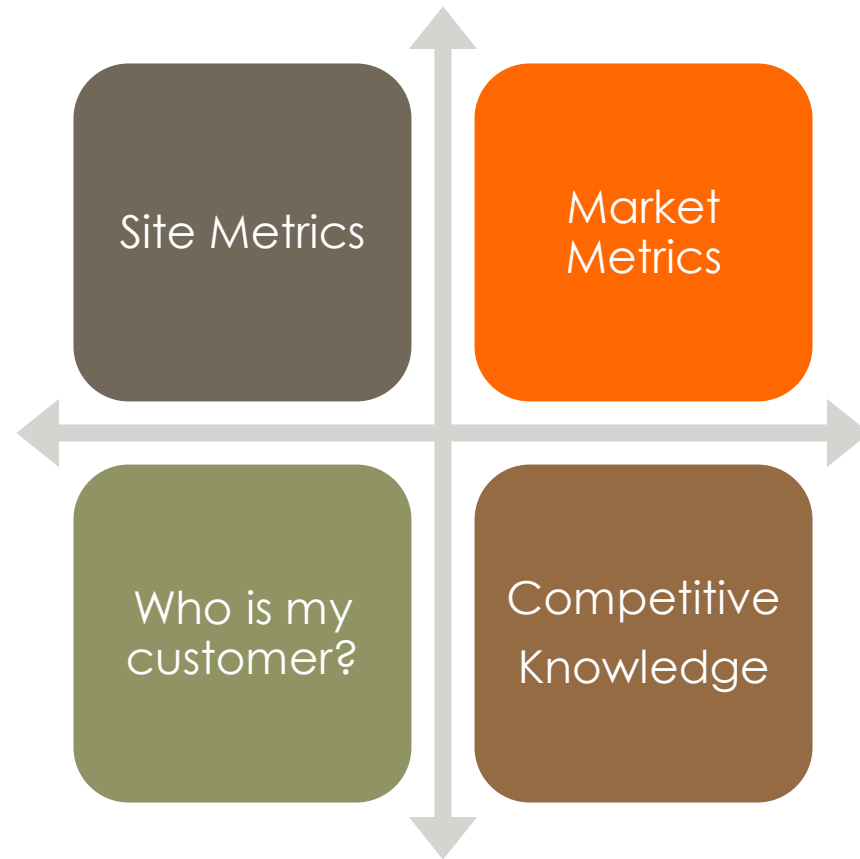 Site Metrics
Market
Metrics
Who is my
customer?
Competitive
Knowledge